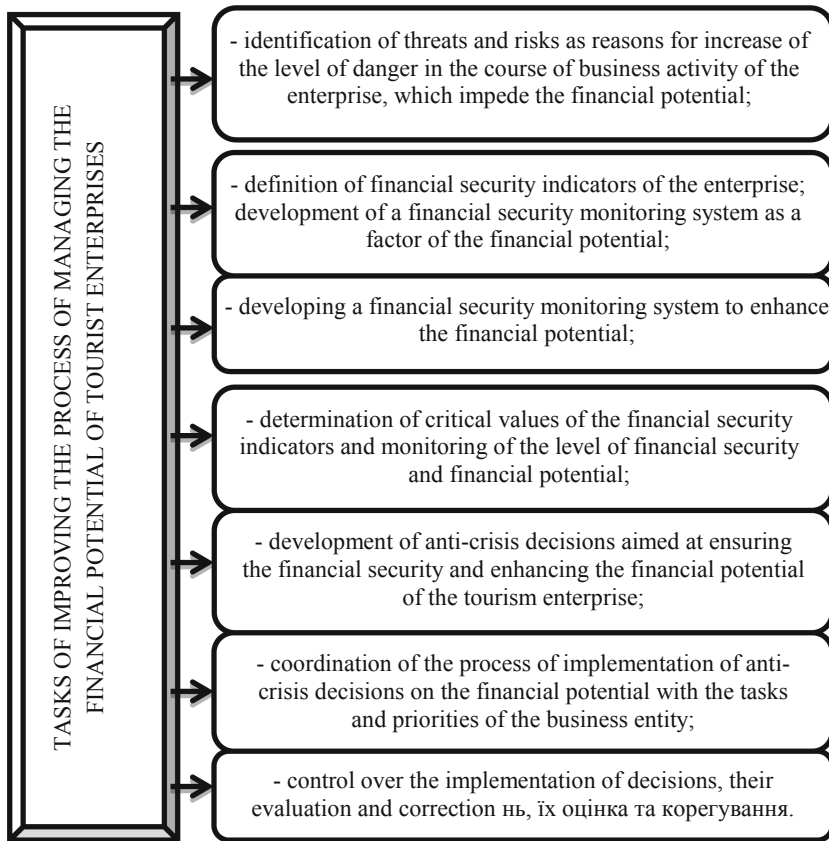 TASKS OF IMPROVING THE PROCESS OF MANAGING THE
FINANCIAL POTENTIAL OF TOURIST ENTERPRISES
- identification of threats and risks as reasons for increase of
the level of danger in the course of business activity of the
enterprise, which impede the financial potential;
- definition of financial security indicators of the enterprise;
development of a financial security monitoring system as a
factor of the financial potential;
- developing a financial security monitoring system to enhance
the financial potential;
- determination of critical values of the financial security
indicators and monitoring of the level of financial security
and financial potential;
- development of anti-crisis decisions aimed at ensuring
the financial security and enhancing the financial potential
of the tourism enterprise;
- coordination of the process of implementation of anti-
crisis decisions on the financial potential with the tasks
and priorities of the business entity;
- control over the implementation of decisions, their
evaluation and correction нь, їх оцінка та корегування.